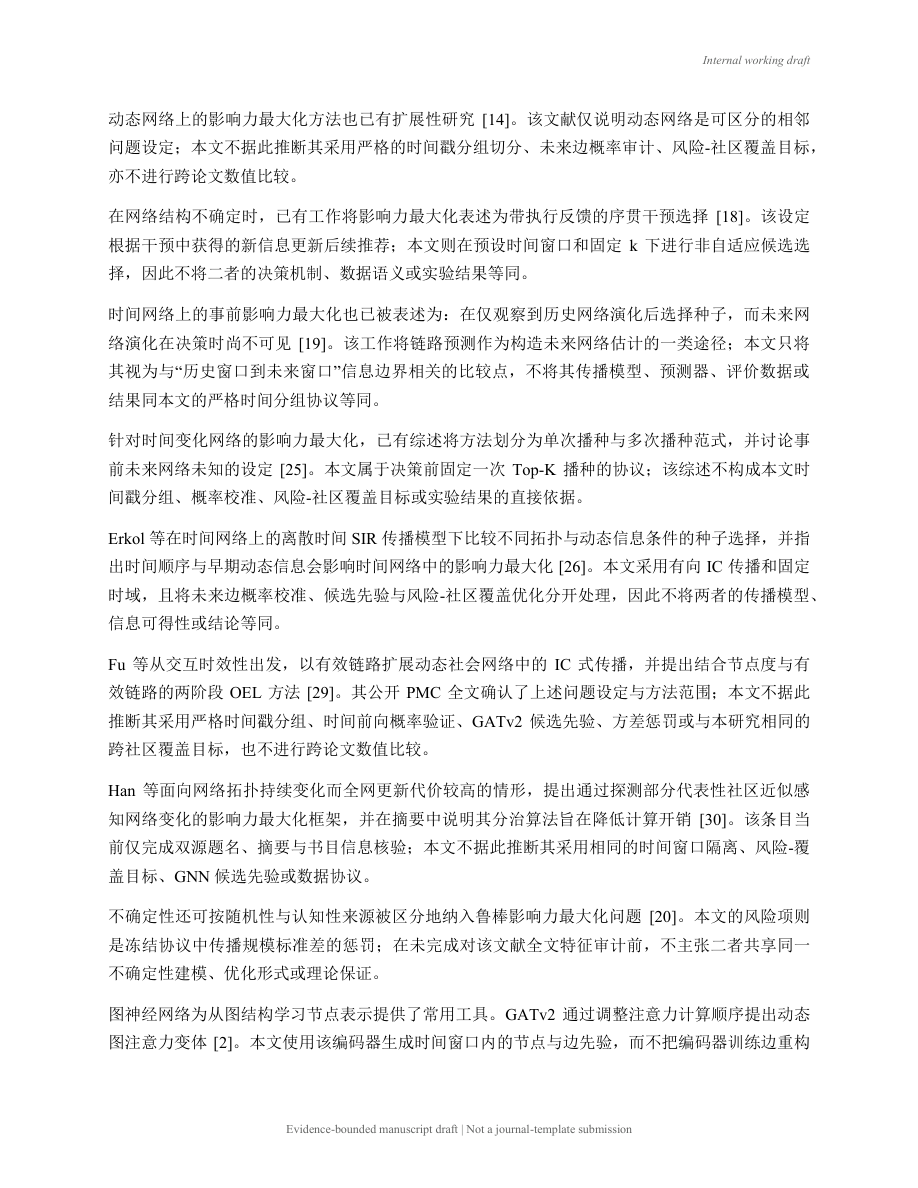 Internal working draft
动态网络上的影响力最大化方法也已有扩展性研究 [14]。该文献仅说明动态网络是可区分的相邻
问题设定；本文不据此推断其采用严格的时间戳分组切分、未来边概率审计、风险-社区覆盖目标，
亦不进行跨论文数值比较。
在网络结构不确定时，已有工作将影响力最大化表述为带执行反馈的序贯干预选择 [18]。该设定
根据干预中获得的新信息更新后续推荐；本文则在预设时间窗口和固定 k 下进行非自适应候选选
择，因此不将二者的决策机制、数据语义或实验结果等同。
时间网络上的事前影响力最大化也已被表述为：在仅观察到历史网络演化后选择种子，而未来网
络演化在决策时尚不可见 [19]。该工作将链路预测作为构造未来网络估计的一类途径；本文只将
其视为与“历史窗口到未来窗口”信息边界相关的比较点，不将其传播模型、预测器、评价数据或
结果同本文的严格时间分组协议等同。
针对时间变化网络的影响力最大化，已有综述将方法划分为单次播种与多次播种范式，并讨论事
前未来网络未知的设定 [25]。本文属于决策前固定一次 Top-K 播种的协议；该综述不构成本文时
间戳分组、概率校准、风险-社区覆盖目标或实验结果的直接依据。
Erkol 等在时间网络上的离散时间 SIR 传播模型下比较不同拓扑与动态信息条件的种子选择，并指
出时间顺序与早期动态信息会影响时间网络中的影响力最大化 [26]。本文采用有向 IC 传播和固定
时域，且将未来边概率校准、候选先验与风险-社区覆盖优化分开处理，因此不将两者的传播模型、
信息可得性或结论等同。
Fu 等从交互时效性出发，以有效链路扩展动态社会网络中的 IC 式传播，并提出结合节点度与有
效链路的两阶段 OEL 方法 [29]。其公开 PMC 全文确认了上述问题设定与方法范围；本文不据此
推断其采用严格时间戳分组、时间前向概率验证、GATv2 候选先验、方差惩罚或与本研究相同的
跨社区覆盖目标，也不进行跨论文数值比较。
Han 等面向网络拓扑持续变化而全网更新代价较高的情形，提出通过探测部分代表性社区近似感
知网络变化的影响力最大化框架，并在摘要中说明其分治算法旨在降低计算开销 [30]。该条目当
前仅完成双源题名、摘要与书目信息核验；本文不据此推断其采用相同的时间窗口隔离、风险-覆
盖目标、GNN 候选先验或数据协议。
不确定性还可按随机性与认知性来源被区分地纳入鲁棒影响力最大化问题 [20]。本文的风险项则
是冻结协议中传播规模标准差的惩罚；在未完成对该文献全文特征审计前，不主张二者共享同一
不确定性建模、优化形式或理论保证。
图神经网络为从图结构学习节点表示提供了常用工具。GATv2 通过调整注意力计算顺序提出动态
图注意力变体 [2]。本文使用该编码器生成时间窗口内的节点与边先验，而不把编码器训练边重构
Evidence-bounded manuscript draft | Not a journal-template submission